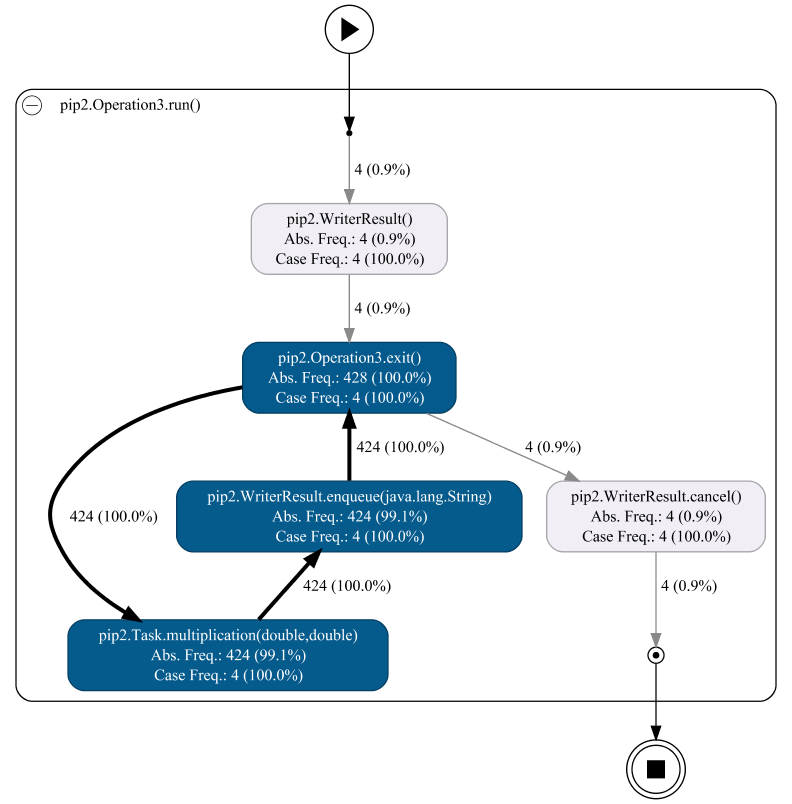 pip2.Operation3.run()
4 (0.9%)
pip2.WriterResult()
Abs. Freq.: 4 (0.9%)
Case Freq.: 4 (100.0%)
4 (0.9%)
pip2.Operation3.exit()
Abs. Freq.: 428 (100.0%)
Case Freq.: 4 (100.0%)
424 (100.0%)
4 (0.9%)
424 (100.0%)
pip2.WriterResult.enqueue(java.lang.String)
Abs. Freq.: 424 (99.1%)
Case Freq.: 4 (100.0%)
pip2.WriterResult.cancel()
Abs. Freq.: 4 (0.9%)
Case Freq.: 4 (100.0%)
424 (100.0%)
4 (0.9%)
pip2.Task.multiplication(double,double)
Abs. Freq.: 424 (99.1%)
Case Freq.: 4 (100.0%)